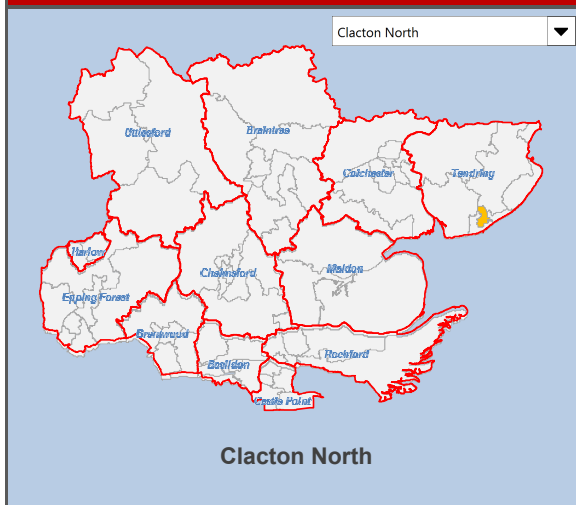 Clacton North
Uttlesford
Braintree
Colchester
Tendring
Harlow
Chelmsford
Maldon
Epping Forest
Brentwood
Rochford
Basildon
Castle Point
Clacton North